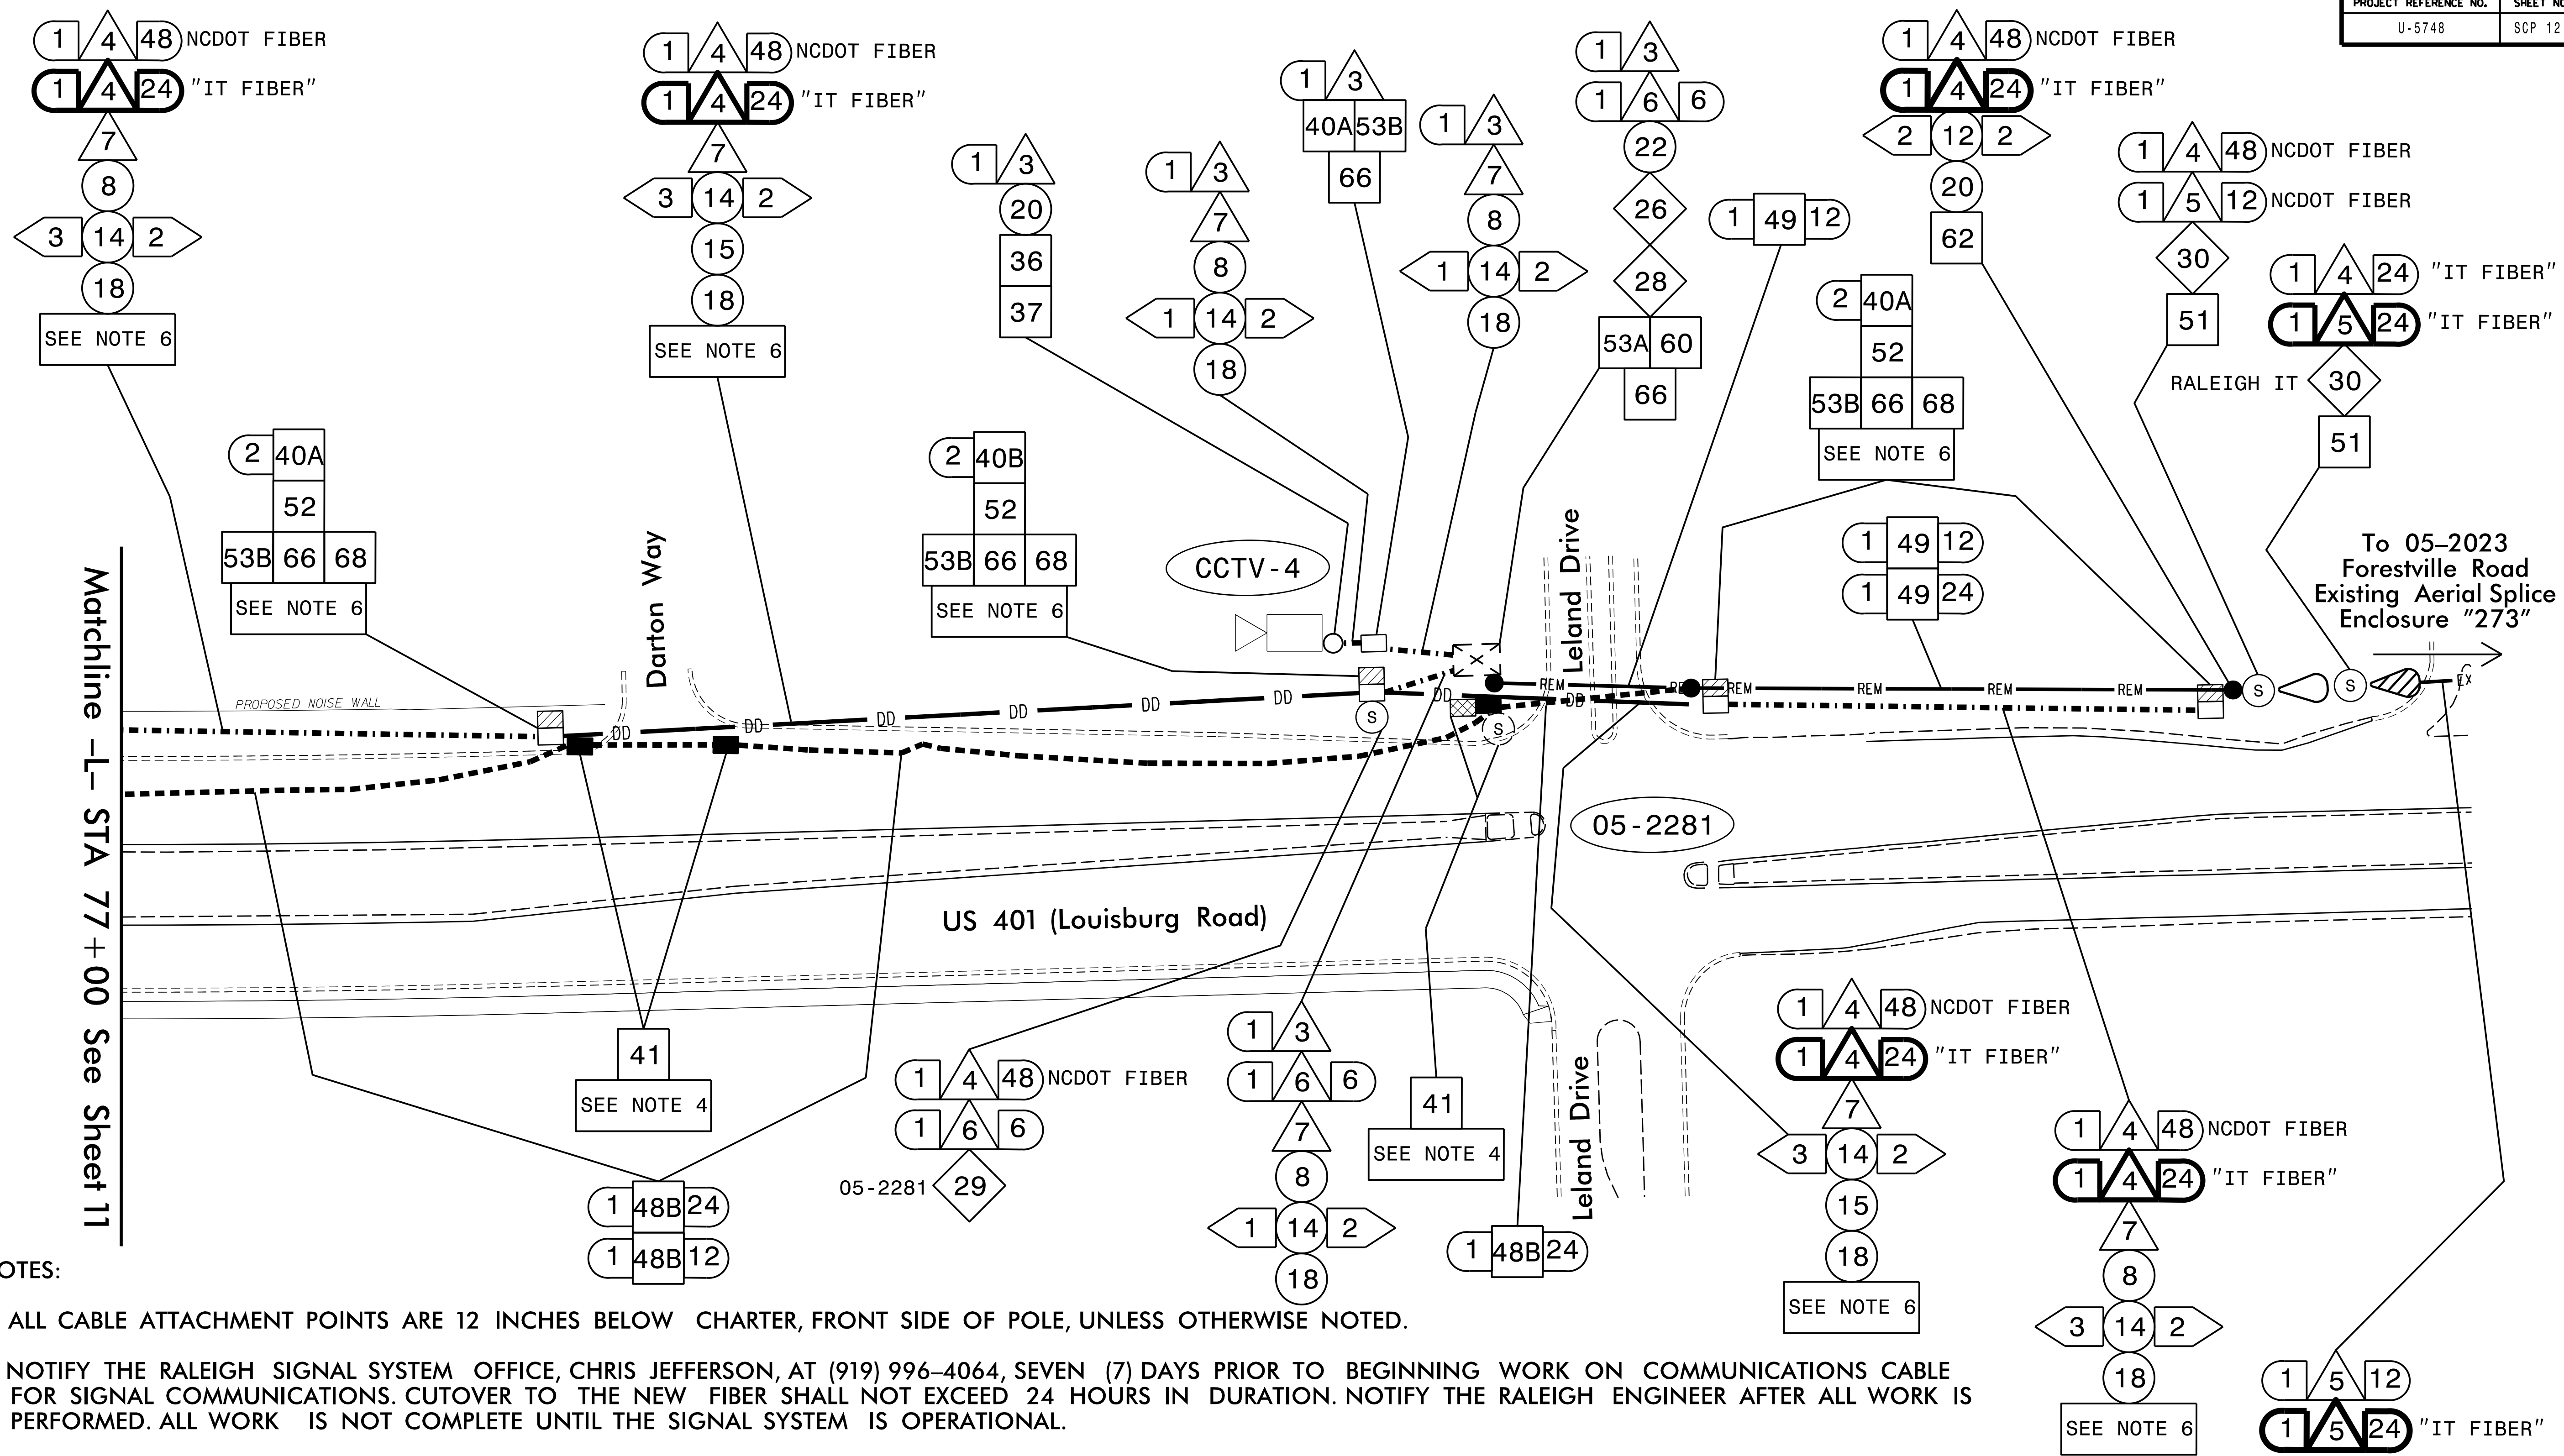 PROJECT REFERENCE NO. SHEET NO
U-5748 SCP 12
1 4 48 NCDOT FIBER
1 4 24 "IT FIBER"
7
8
3 14 2
18
SEE NOTE 6
1 4 48 NCDOT FIBER
1 4 24 "IT FIBER"
7
3 14 2
15
18
SEE NOTE 6
1 3
20
36
37
1 3
7
8
1 14 2
18
1 3
40A 53B
66
1 3
7
8
1 14 2
18
1 3
1 6 6
22
26
28
53A 60
66
1 49 12
1 4 48 NCDOT FIBER
1 4 24 "IT FIBER"
2 12 2
20
62
1 4 48 NCDOT FIBER
1 5 12 NCDOT FIBER
30
51
1 4 24 "IT FIBER"
1 5 24 "IT FIBER"
RALEIGH IT 30
51
2 40A
52
53B 66 68
SEE NOTE 6
2 40B
52
53B 66 68
SEE NOTE 6
2 40A
52
53B 66 68
SEE NOTE 6
1 49 12
1 49 24
To 05-2023
Forestville Road
Existing Aerial Splice
Enclosure "273"
Matchline -L- STA 77+00 See Sheet 11
Darton Way
CCTV-4
Leland Drive
PROPOSED NOISE WALL
DD DD DD DD DD DD DD DD
REM REM REM REM REM
EX
S
S
S
S
05-2281
US 401 (Louisburg Road)
Leland Drive
41
SEE NOTE 4
1 48B 24
1 48B 12
1 4 48 NCDOT FIBER
1 6 6
05-2281 29
1 3
1 6 6
7
8
1 14 2
18
41
SEE NOTE 4
1 48B 24
1 4 48 NCDOT FIBER
1 4 24 "IT FIBER"
7
3 14 2
15
18
SEE NOTE 6
1 4 48 NCDOT FIBER
1 4 24 "IT FIBER"
7
8
3 14 2
18
SEE NOTE 6
1 5 12
1 5 24 "IT FIBER"
OTES:
ALL CABLE ATTACHMENT POINTS ARE 12 INCHES BELOW CHARTER, FRONT SIDE OF POLE, UNLESS OTHERWISE NOTED.
NOTIFY THE RALEIGH SIGNAL SYSTEM OFFICE, CHRIS JEFFERSON, AT (919) 996-4064, SEVEN (7) DAYS PRIOR TO BEGINNING WORK ON COMMUNICATIONS CABLE
FOR SIGNAL COMMUNICATIONS. CUTOVER TO THE NEW FIBER SHALL NOT EXCEED 24 HOURS IN DURATION. NOTIFY THE RALEIGH ENGINEER AFTER ALL WORK IS
PERFORMED. ALL WORK IS NOT COMPLETE UNTIL THE SIGNAL SYSTEM IS OPERATIONAL.